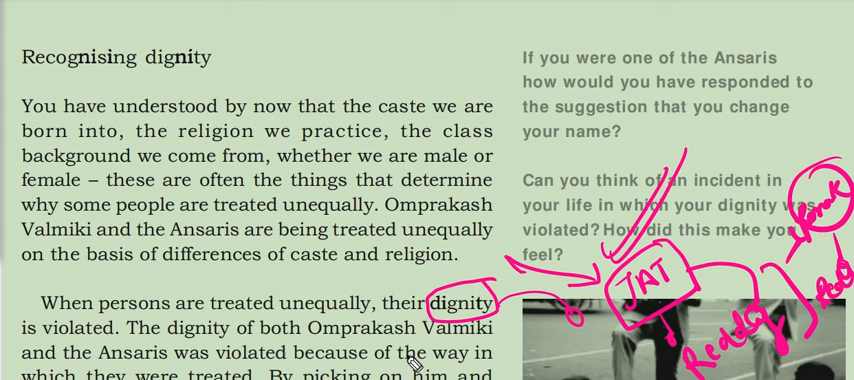 Recognising dignity
You have understood by now that the caste we are
born into, the religion we practice, the class
background we come from, whether we are male or
female – these are often the things that determine
why some people are treated unequally. Omprakash
Valmiki and the Ansaris are being treated unequally
on the basis of differences of caste and religion.
When persons are treated unequally, their dignity
is violated. The dignity of both Omprakash Valmiki
and the Ansaris was violated because of the way in
which they were treated. By picking on him and
If you were one of the Ansaris
how would you have responded to
the suggestion that you change
your name?
Can you think of an incident in
your life in which your dignity was
violated? How did this make you
feel?
JAT
Reddy